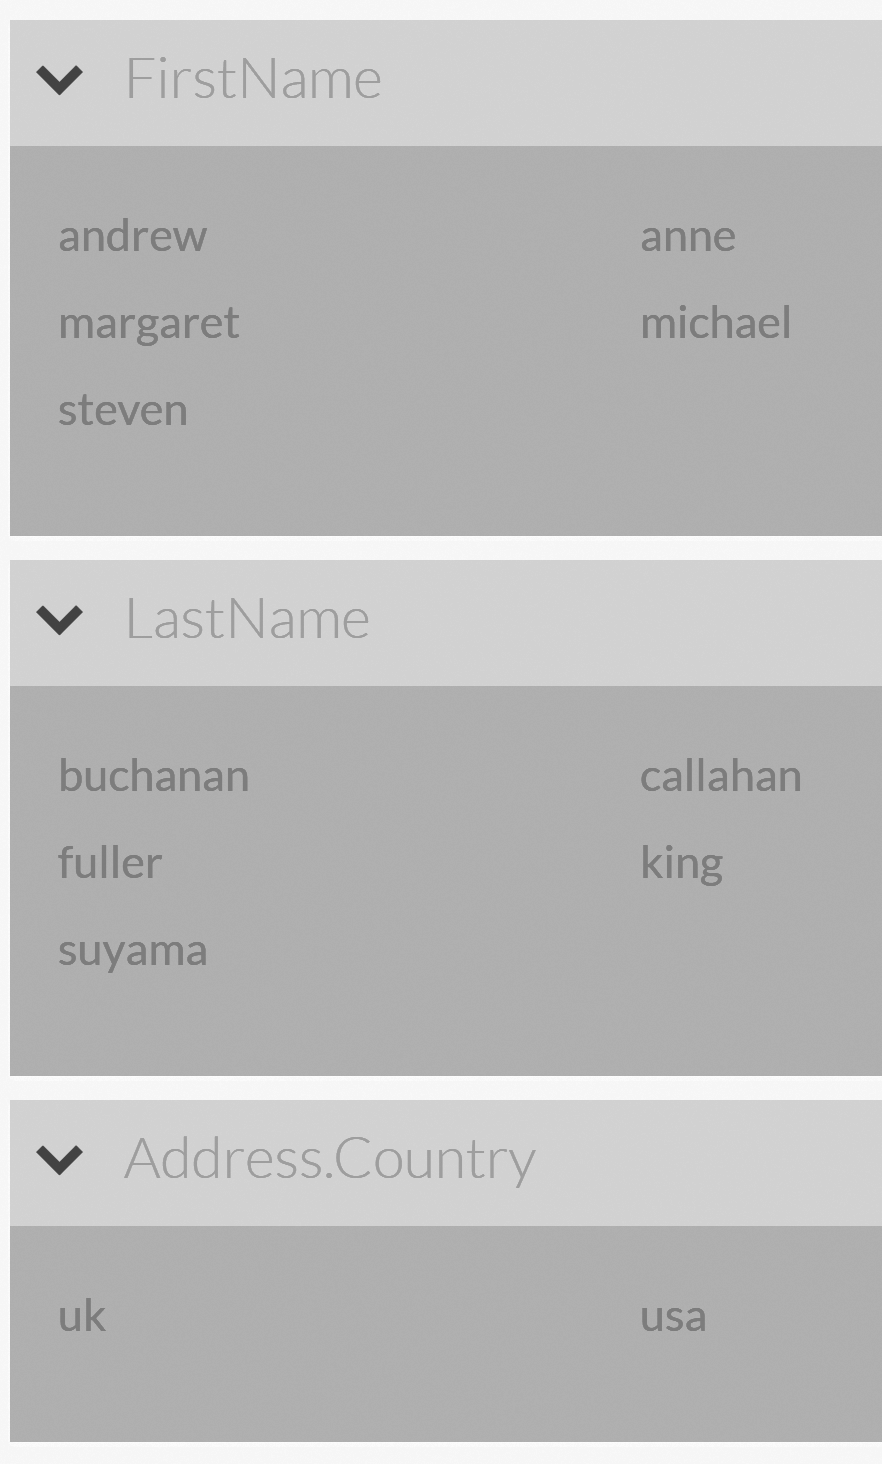 FirstName
andrew anne
margaret michael
steven
LastName
buchanan callahan
fuller king
suyama
Address.Country
uk usa